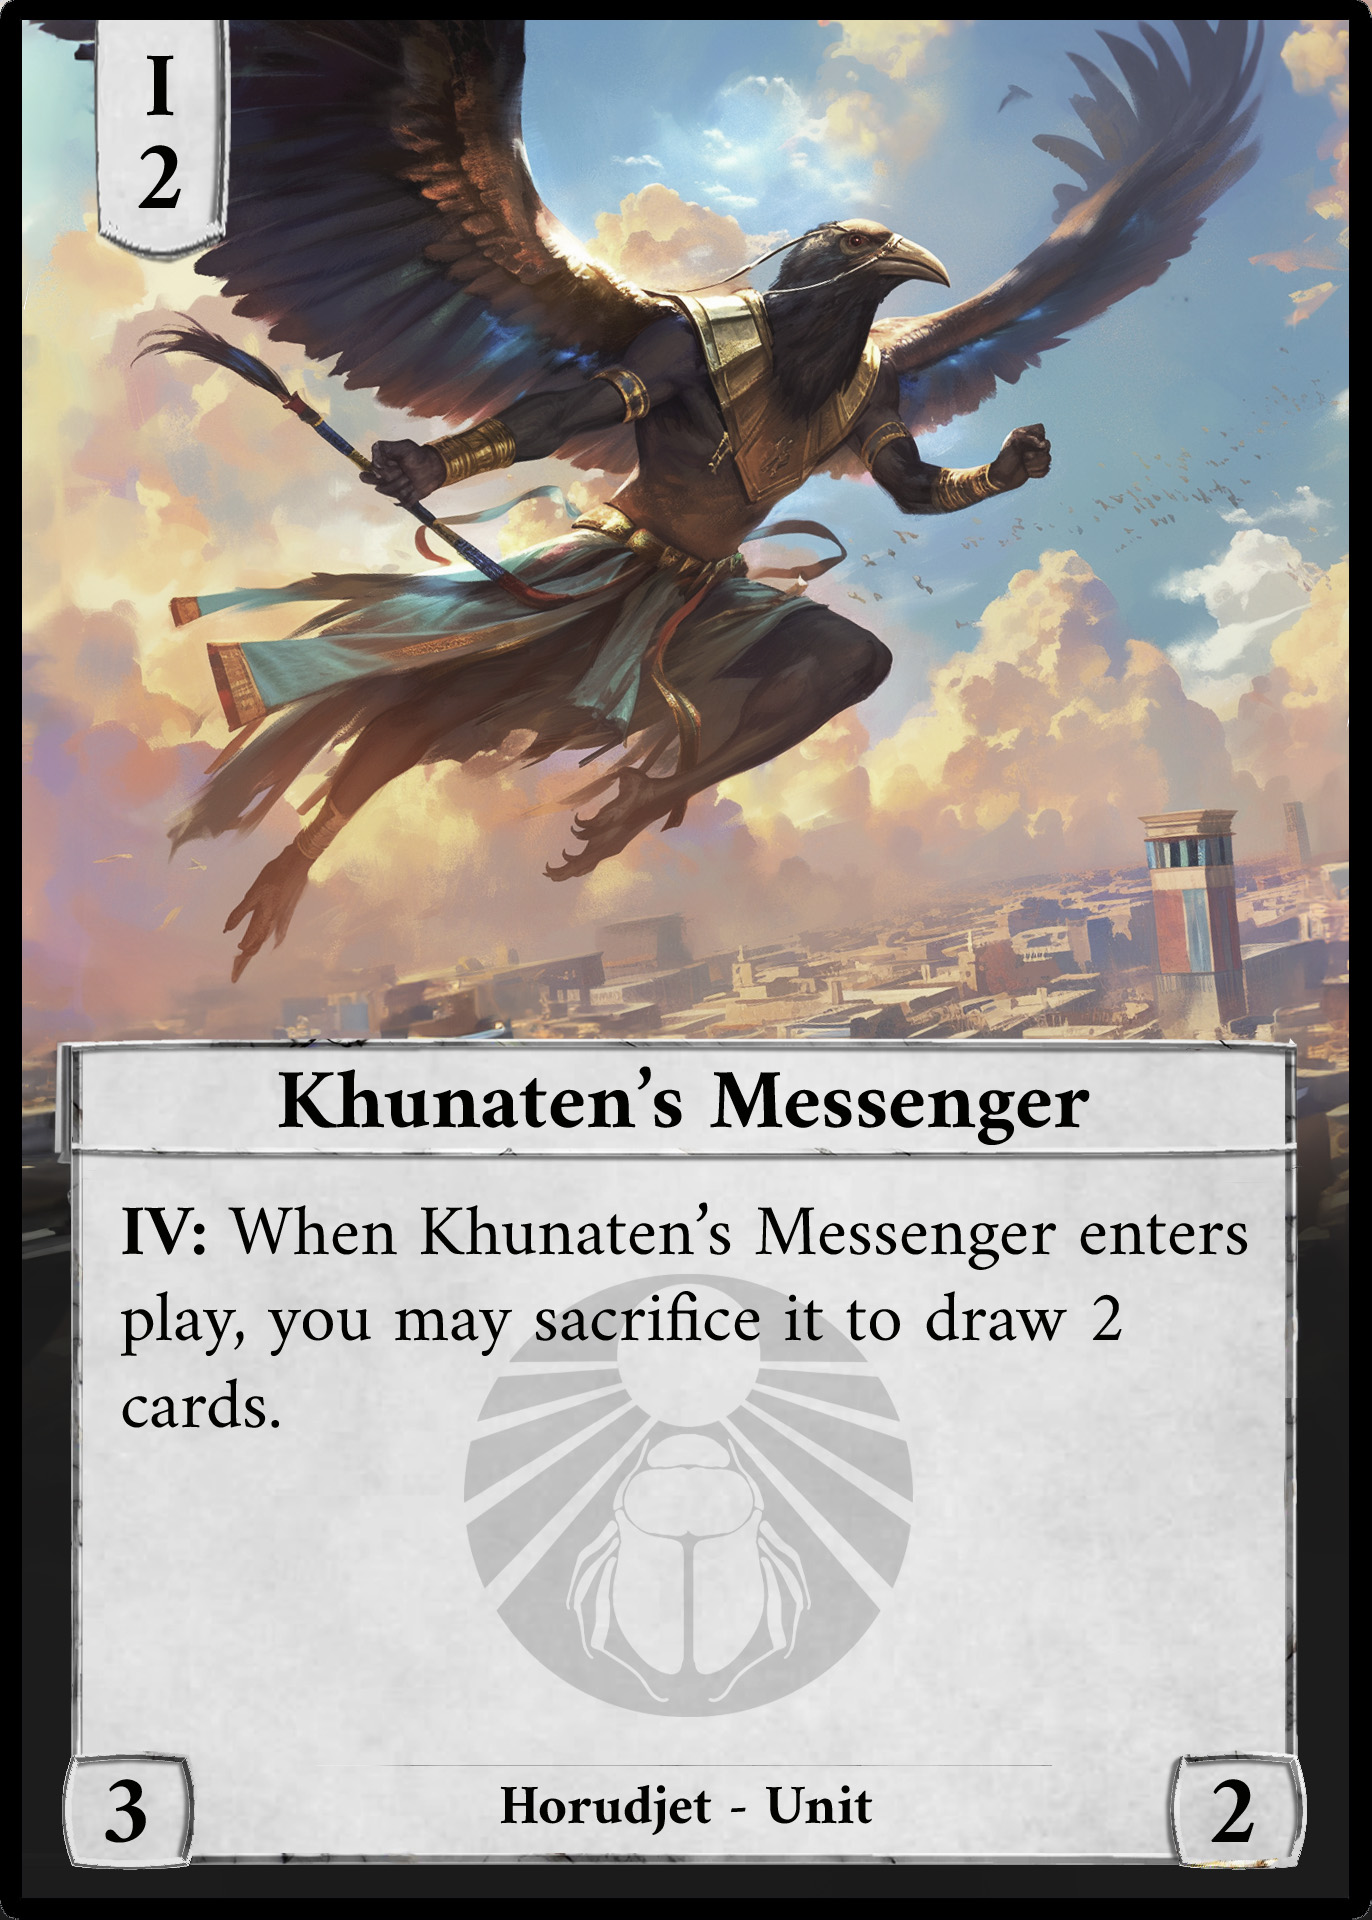 I
2
Khunaten’s Messenger
IV: When Khunaten’s Messenger enters
play, you may sacrifice it to draw 2
cards.
3
Horudjet - Unit
2